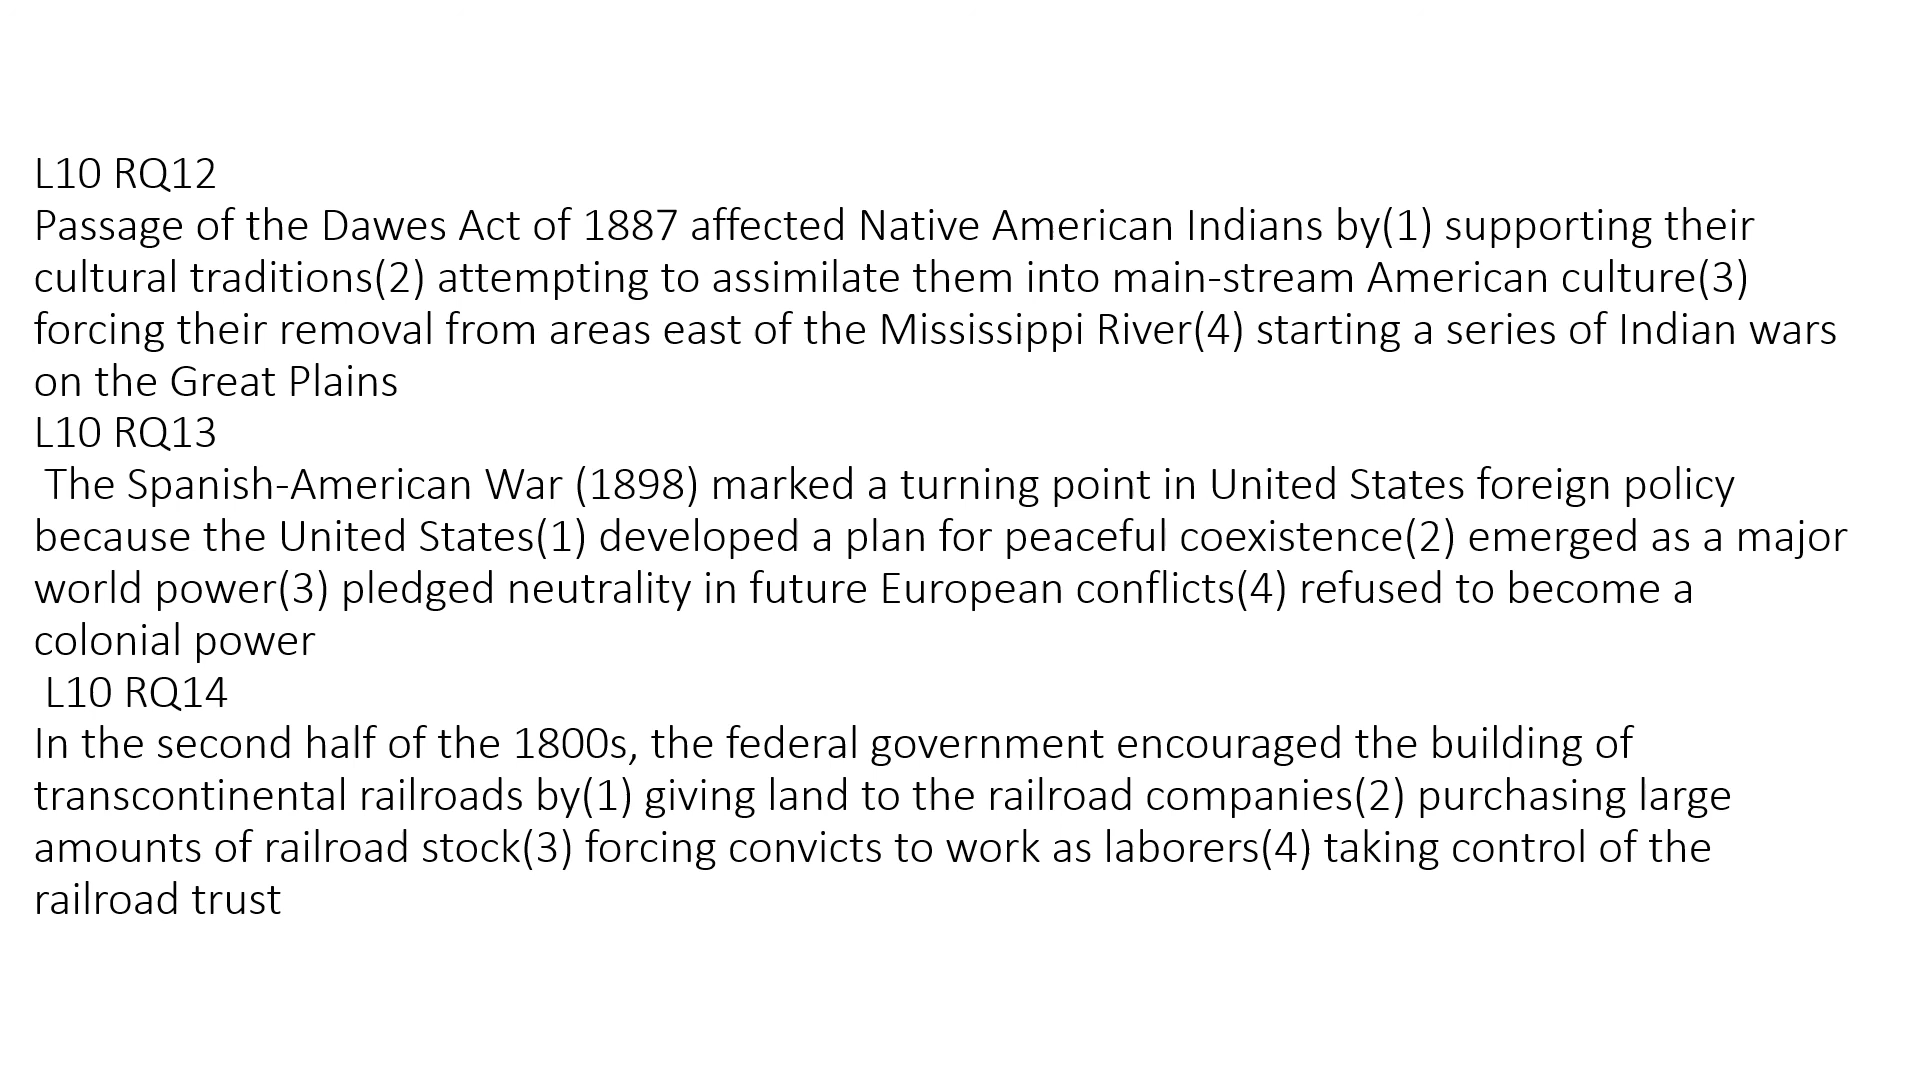 L10 RQ12
Passage of the Dawes Act of 1887 affected Native American Indians by(1) supporting their
cultural traditions(2) attempting to assimilate them into main-stream American culture(3)
forcing their removal from areas east of the Mississippi River(4) starting a series of Indian wars
on the Great Plains
L10 RQ13
The Spanish-American War (1898) marked a turning point in United States foreign policy
because the United States(1) developed a plan for peaceful coexistence(2) emerged as a major
world power(3) pledged neutrality in future European conflicts(4) refused to become a
colonial power
L10 RQ14
In the second half of the 1800s, the federal government encouraged the building of
transcontinental railroads by(1) giving land to the railroad companies(2) purchasing large
amounts of railroad stock(3) forcing convicts to work as laborers(4) taking control of the
railroad trust